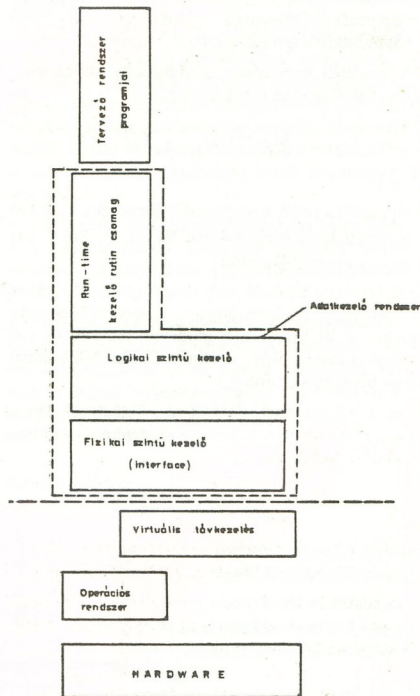 Tervező rendszer
programjai
Run-time
kezelő rutin csomag
Adatkezelő rendszer
Logikai szintű kezelő
Fizikai szintű kezelő
(interface)
Virtuális távkezelés
Operációs
rendszer
HARDWARE